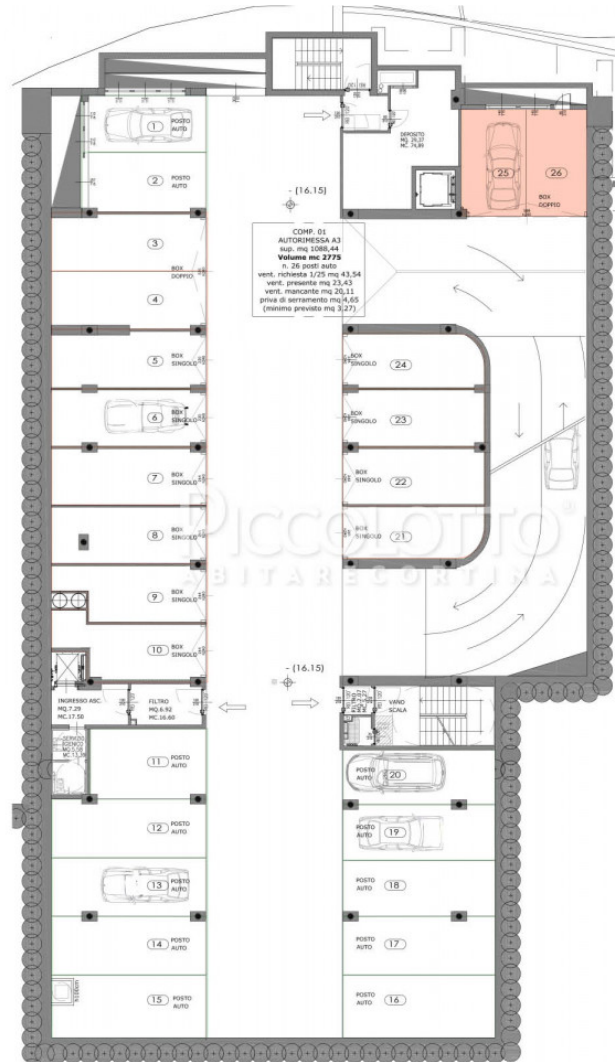 1
POSTO
AUTO
2
POSTO
AUTO
DEPOSITO
25
26
BOX
DOPPIO
- (16.15)
COMP. 01
AUTORIMESSA A3
sup. mq 1088,44
Volume mc 2775
n. 26 posti auto
vent. richiesta 1/25 mq 43,54
vent. presente mq 23,43
vent. mancante mq 20,11
priva di serramento mq 4,65
(minimo previsto mq 3,27)
3
BOX
DOPPIO
4
5
BOX
SINGOLO
24
BOX
SINGOLO
6
BOX
SINGOLO
23
BOX
SINGOLO
7
BOX
SINGOLO
22
BOX
SINGOLO
PICCOLOTTO®
ABITARECORTINA
8
BOX
SINGOLO
21
BOX
SINGOLO
9
BOX
SINGOLO
10
BOX
SINGOLO
- (16.15)
INGRESSO ASC.
MQ.7.29
MC.17.50
FILTRO
MQ.6.92
MC.16.60
VANO
SCALA
11
POSTO
AUTO
20
POSTO
AUTO
12
POSTO
AUTO
19
POSTO
AUTO
13
POSTO
AUTO
18
POSTO
AUTO
14
POSTO
AUTO
17
POSTO
AUTO
15
POSTO
AUTO
16
POSTO
AUTO